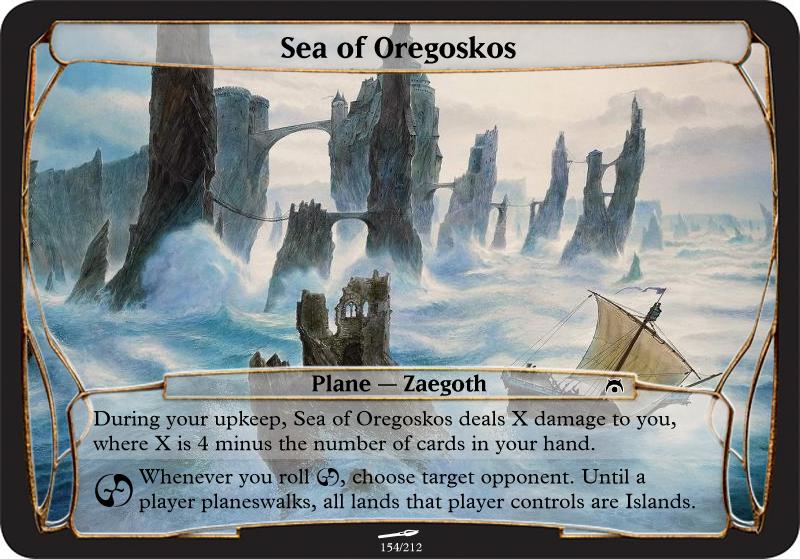 Sea of Oregoskos
Plane — Zaegoth
During your upkeep, Sea of Oregoskos deals X damage to you,
where X is 4 minus the number of cards in your hand.
Whenever you roll , choose target opponent. Until a
player planeswalks, all lands that player controls are Islands.
154/212